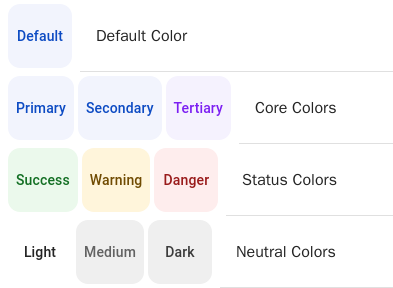 Default Default Color
Primary Secondary Tertiary Core Colors
Success Warning Danger Status Colors
Light Medium Dark Neutral Colors